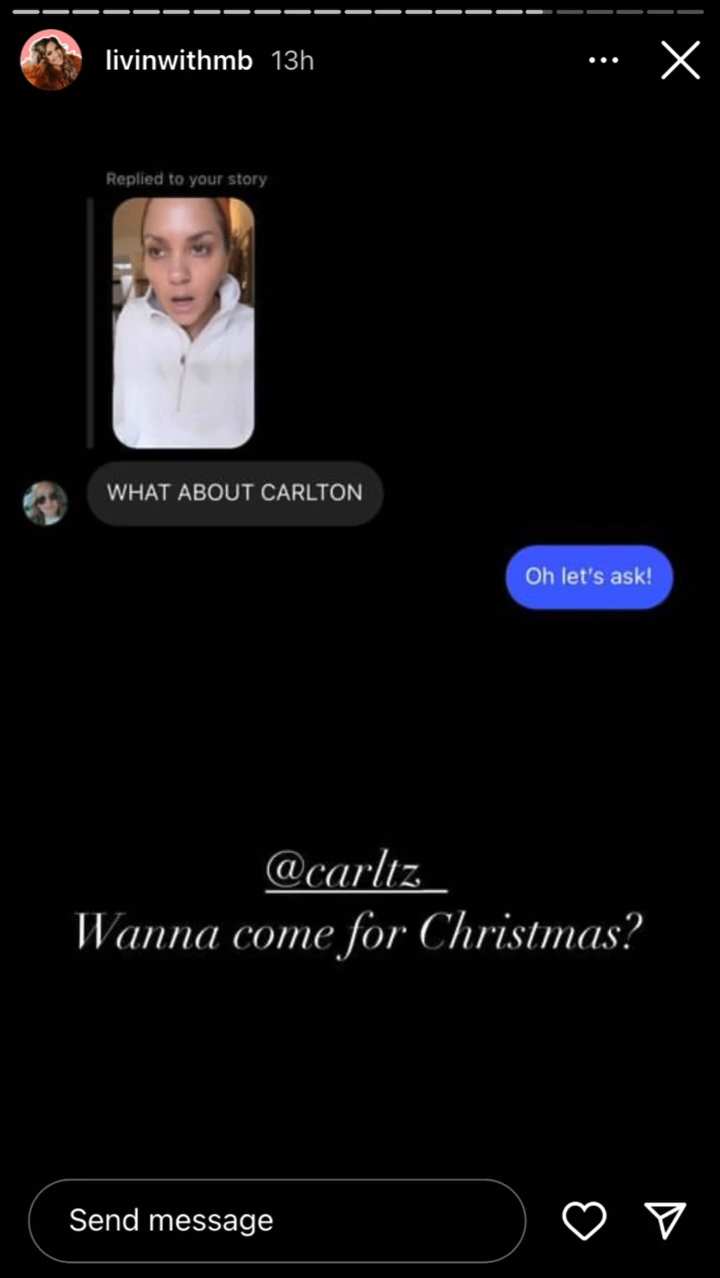 livinwithmb 13h
Replied to your story
WHAT ABOUT CARLTON
Oh let's ask!
@carltz_
Wanna come for Christmas?
Send message